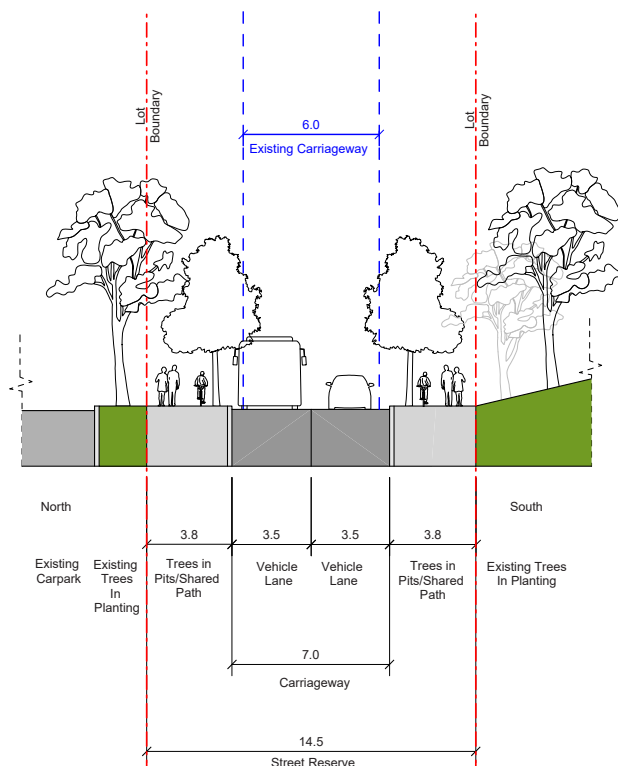 Lot
Boundary
Lot
Boundary
6.0
Existing Carriageway
North
South
3.8
3.5
3.5
3.8
Existing
Carpark
Existing
Trees
In
Planting
Trees in
Pits/Shared
Path
Vehicle
Lane
Vehicle
Lane
Trees in
Pits/Shared
Path
Existing Trees
In Planting
7.0
Carriageway
14.5
Street Reserve